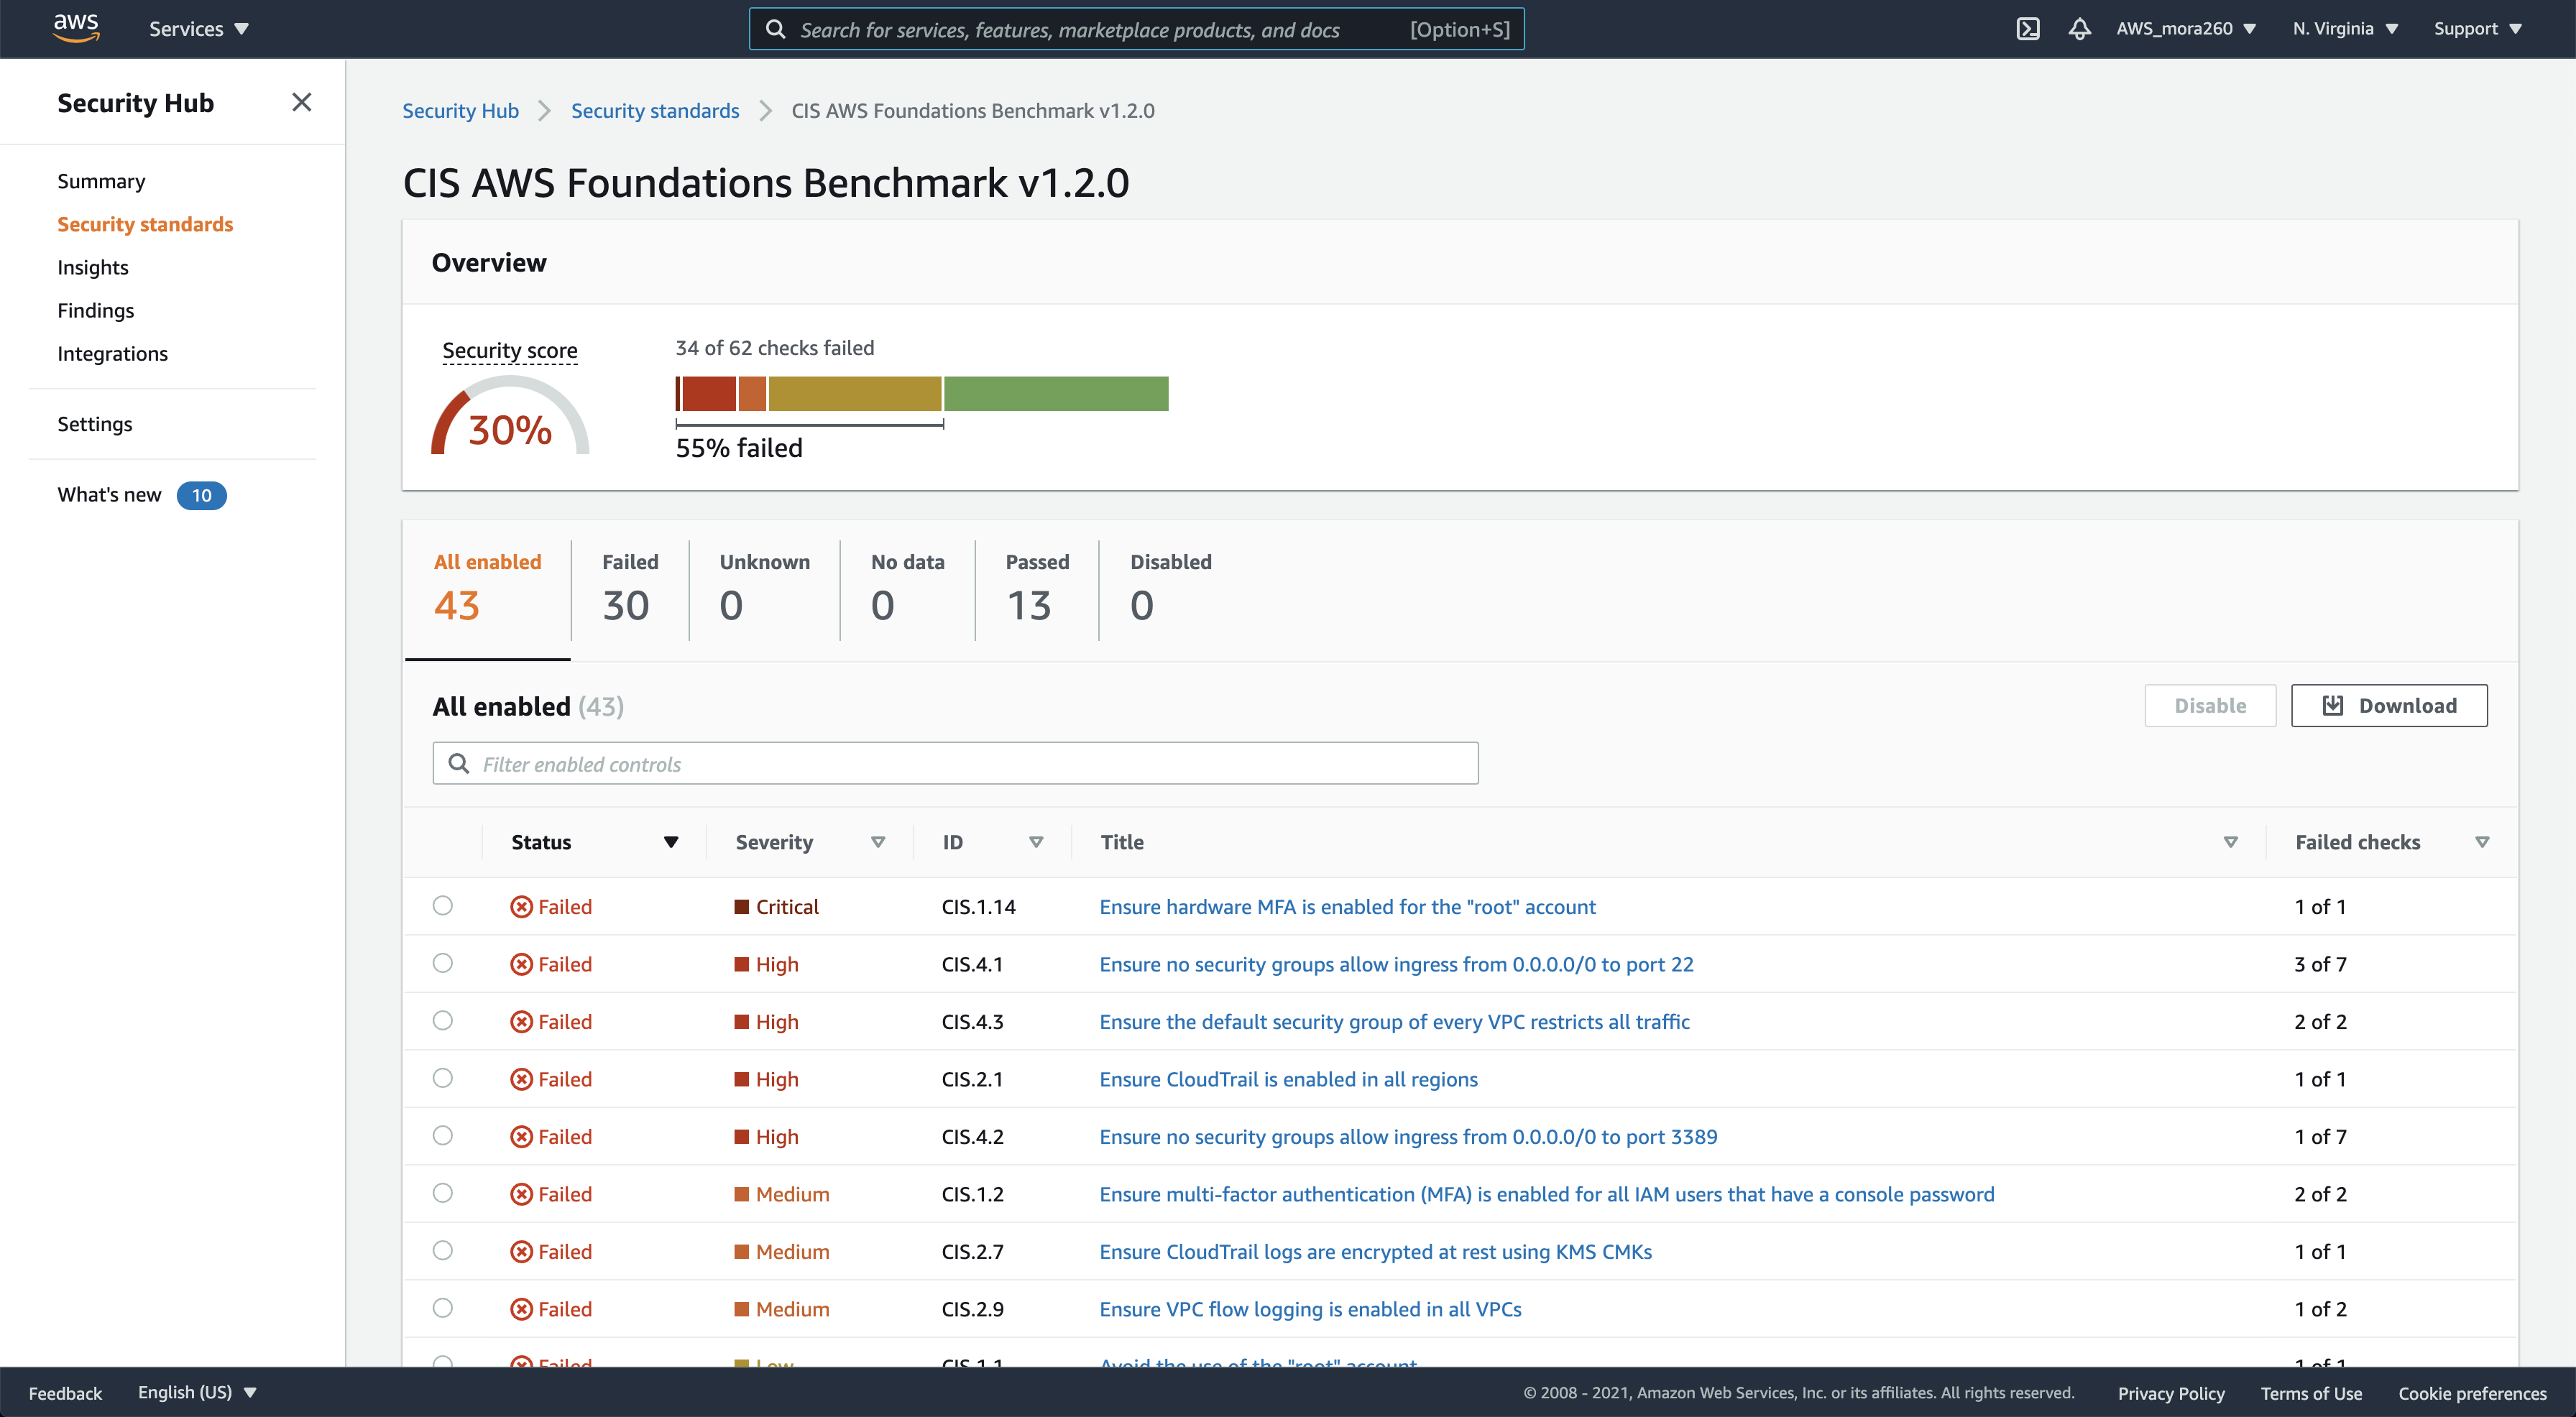 aws
Services
Search for services, features, marketplace products, and docs [Option+S]
AWS_mora260
N. Virginia
Support
Security Hub
Summary
Security standards
Insights
Findings
Integrations
Settings
What's new 10
Security Hub
Security standards
CIS AWS Foundations Benchmark v1.2.0
CIS AWS Foundations Benchmark v1.2.0
Overview
Security score
30%
34 of 62 checks failed
55% failed
All enabled
43
Failed
30
Unknown
0
No data
0
Passed
13
Disabled
0
All enabled (43)
Disable
Download
Filter enabled controls
Status Severity ID Title Failed checks
Failed Critical CIS.1.14 Ensure hardware MFA is enabled for the "root" account 1 of 1
Failed High CIS.4.1 Ensure no security groups allow ingress from 0.0.0.0/0 to port 22 3 of 7
Failed High CIS.4.3 Ensure the default security group of every VPC restricts all traffic 2 of 2
Failed High CIS.2.1 Ensure CloudTrail is enabled in all regions 1 of 1
Failed High CIS.4.2 Ensure no security groups allow ingress from 0.0.0.0/0 to port 3389 1 of 7
Failed Medium CIS.1.2 Ensure multi-factor authentication (MFA) is enabled for all IAM users that have a console password 2 of 2
Failed Medium CIS.2.7 Ensure CloudTrail logs are encrypted at rest using KMS CMKs 1 of 1
Failed Medium CIS.2.9 Ensure VPC flow logging is enabled in all VPCs 1 of 2
Failed Low CIS.1.1 Avoid the use of the "root" account 1 of 1
Feedback
English (US)
© 2008 - 2021, Amazon Web Services, Inc. or its affiliates. All rights reserved.
Privacy Policy
Terms of Use
Cookie preferences